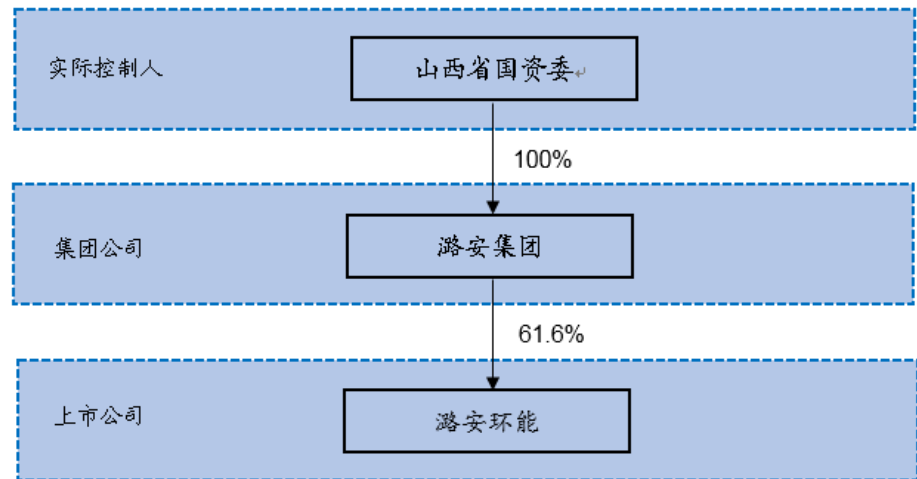 实际控制人
山西省国资委
100%
集团公司
潞安集团
61.6%
上市公司
潞安环能